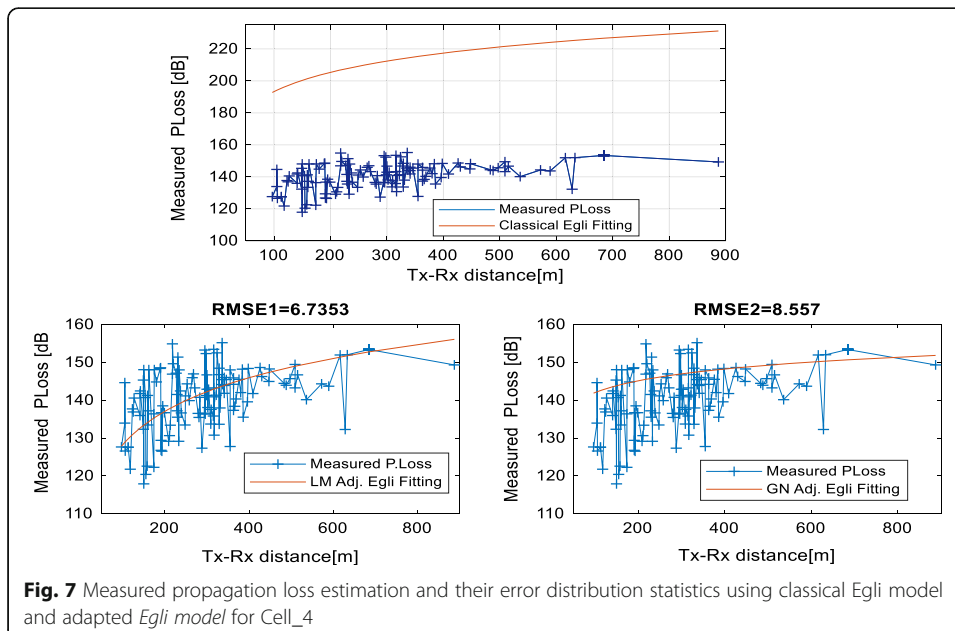 220
200
180
160
140
120
100
Measured PLoss [dB]
Measured PLoss
Classical Egli Fitting
100 200 300 400 500 600 700 800 900
Tx-Rx distance[m]
RMSE1=6.7353
160
150
140
130
120
110
Measured PLoss [dB
Measured P.Loss
LM Adj. Egli Fitting
200 400 600 800
Tx-Rx distance[m]
RMSE2=8.557
160
150
140
130
120
110
Measured PLoss [dB]
Measured PLoss
GN Adj. Egli Fitting
200 400 600 800
Tx-Rx distance[m]
Fig. 7 Measured propagation loss estimation and their error distribution statistics using classical Egli model
and adapted Egli model for Cell_4